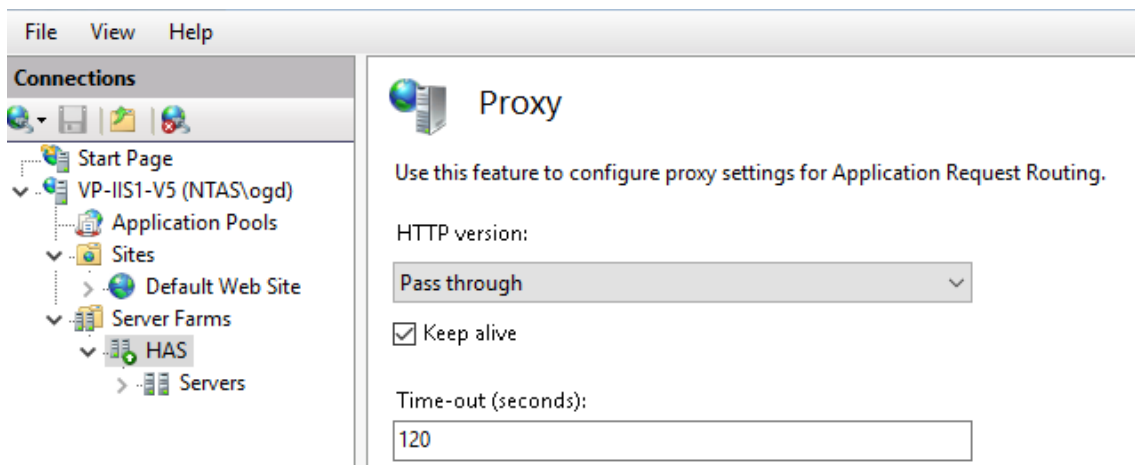 File View Help
Connections
Start Page
VP-IIS1-V5 (NTAS\ogd)
Application Pools
Sites
Default Web Site
Server Farms
HAS
Servers
Proxy
Use this feature to configure proxy settings for Application Request Routing.
HTTP version:
Pass through
Keep alive
Time-out (seconds):
120